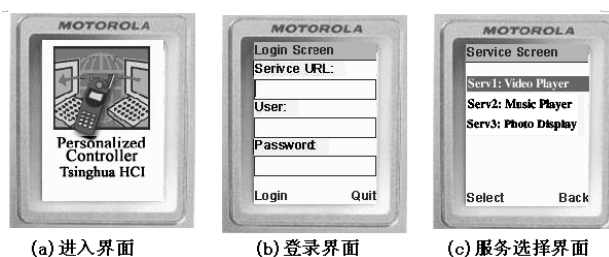 MOTOROLA
Personalized
Controller
Tsinghua HCI
(a)进入界面
MOTOROLA
Login Screen
Serivce URL:
User:
Password:
Login Quit
(b)登录界面
MOTOROLA
Service Screen
Serv1: Video Player
Serv2: Music Player
Serv3: Photo Display
Select Back
(c)服务选择界面